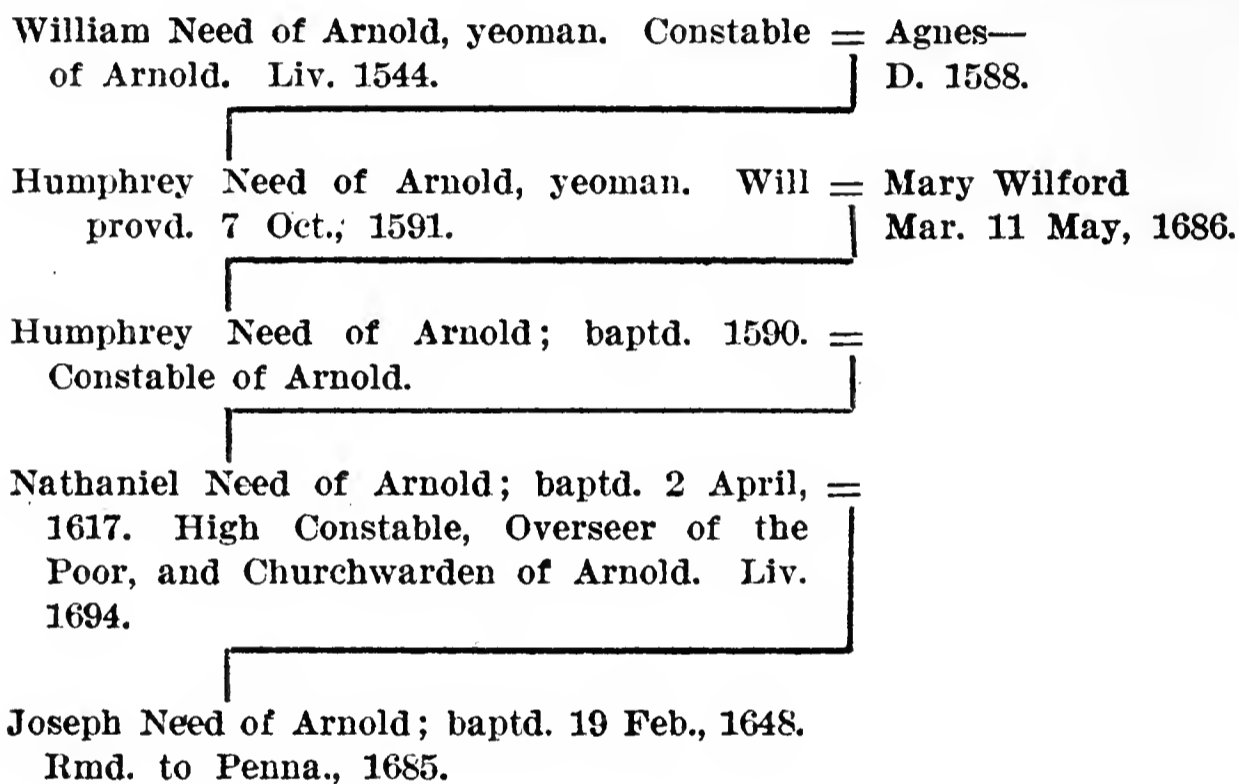 William Need of Arnold, yeoman. Constable = Agnes—
of Arnold. Liv. 1544. D. 1588.
Humphrey Need of Arnold, yeoman. Will = Mary Wilford
provd. 7 Oct., 1591. Mar. 11 May, 1686.
Humphrey Need of Arnold; baptd. 1590. =
Constable of Arnold.
Nathaniel Need of Arnold; baptd. 2 April, =
1617. High Constable, Overseer of the
Poor, and Churchwarden of Arnold. Liv.
1694.
Joseph Need of Arnold; baptd. 19 Feb., 1648.
Rmd. to Penna., 1685.